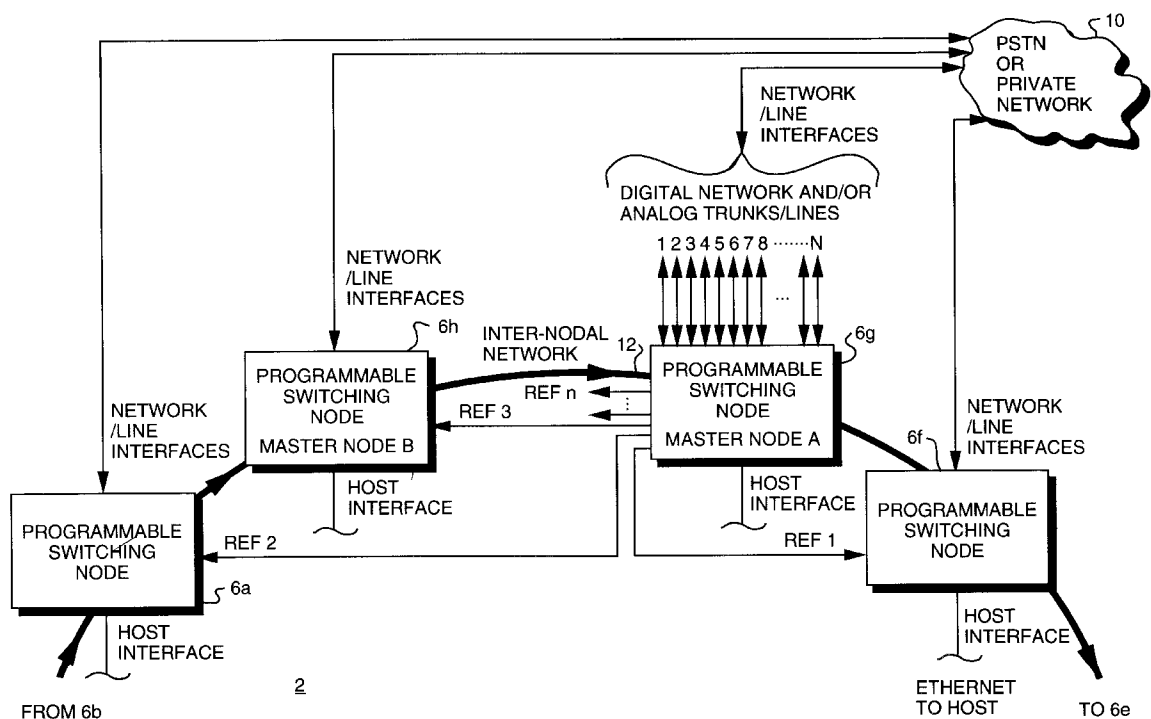 10
PSTN
OR
PRIVATE
NETWORK
NETWORK
/LINE
INTERFACES
DIGITAL NETWORK AND/OR
ANALOG TRUNKS/LINES
1 2 3 4 5 6 7 8 ....... N
...
NETWORK
/LINE
INTERFACES
6h
INTER-NODAL
NETWORK
12
6g
PROGRAMMABLE
SWITCHING
NODE
MASTER NODE B
REF n
REF 3
PROGRAMMABLE
SWITCHING
NODE
MASTER NODE A
NETWORK
/LINE
INTERFACES
NETWORK
/LINE
INTERFACES
6f
HOST
INTERFACE
HOST
INTERFACE
PROGRAMMABLE
SWITCHING
NODE
6a
REF 2
REF 1
PROGRAMMABLE
SWITCHING
NODE
HOST
INTERFACE
HOST
INTERFACE
FROM 6b
2
ETHERNET
TO HOST
TO 6e